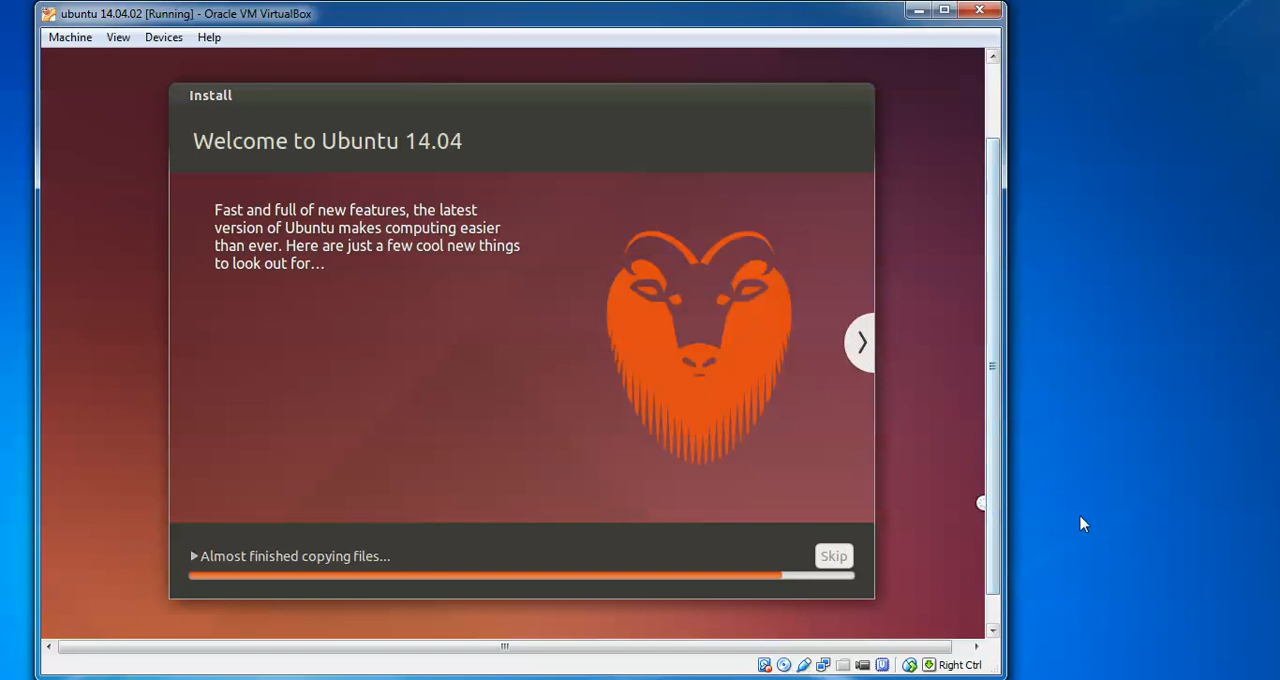 ubuntu 14.04.02 [Running] - Oracle VM VirtualBox
Machine View Devices Help
Install
Welcome to Ubuntu 14.04
Fast and full of new features, the latest
version of Ubuntu makes computing easier
than ever. Here are just a few cool new things
to look out for...
Almost finished copying files...
Skip
Right Ctrl